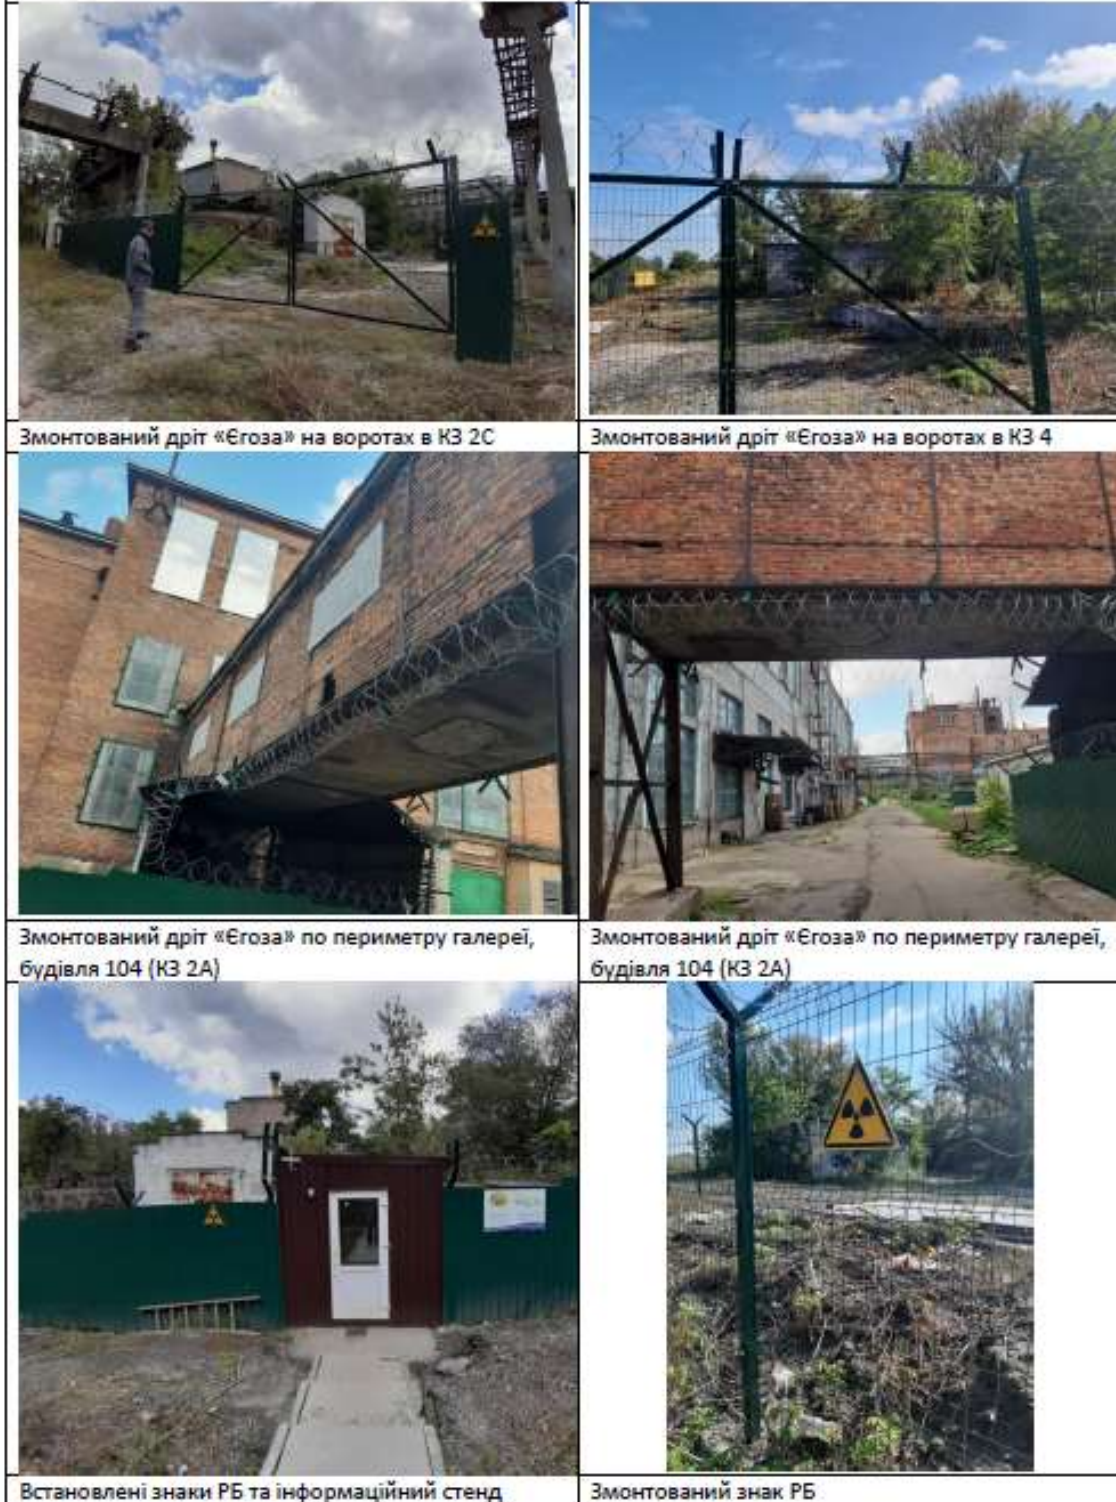 Змонтований дріт «Єгоза» на воротах в КЗ 2С
Змонтований дріт «Єгоза» на воротах в КЗ 4
Змонтований дріт «Єгоза» по периметру галереї,
будівля 104 (КЗ 2А)
Змонтований дріт «Єгоза» по периметру галереї,
будівля 104 (КЗ 2А)
Встановлені знаки РБ та інформаційний стенд
Змонтований знак РБ